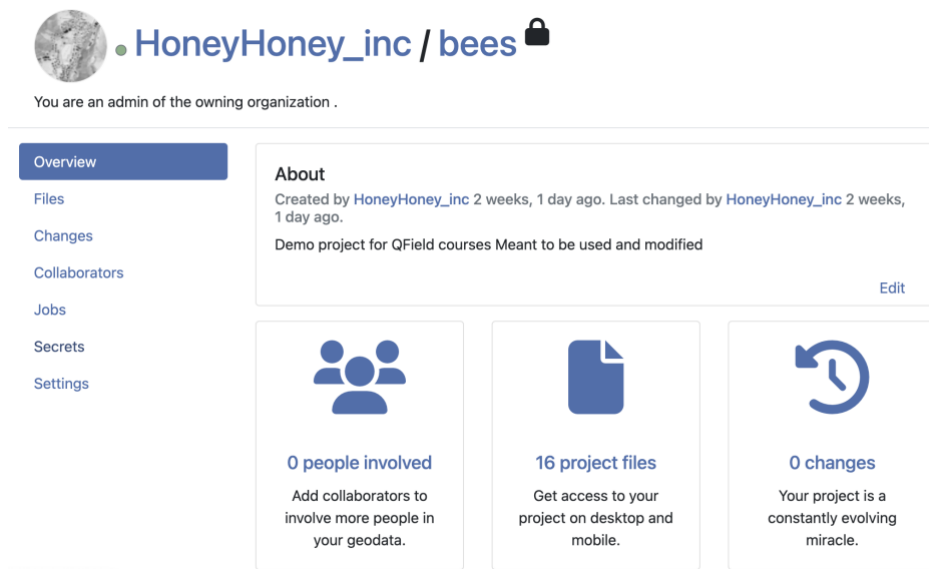 HoneyHoney_inc / bees
You are an admin of the owning organization .
Overview
Files
Changes
Collaborators
Jobs
Secrets
Settings
About
Created by HoneyHoney_inc 2 weeks, 1 day ago. Last changed by HoneyHoney_inc 2 weeks,
1 day ago.
Demo project for QField courses Meant to be used and modified
Edit
0 people involved
Add collaborators to
involve more people in
your geodata.
16 project files
Get access to your
project on desktop and
mobile.
0 changes
Your project is a
constantly evolving
miracle.